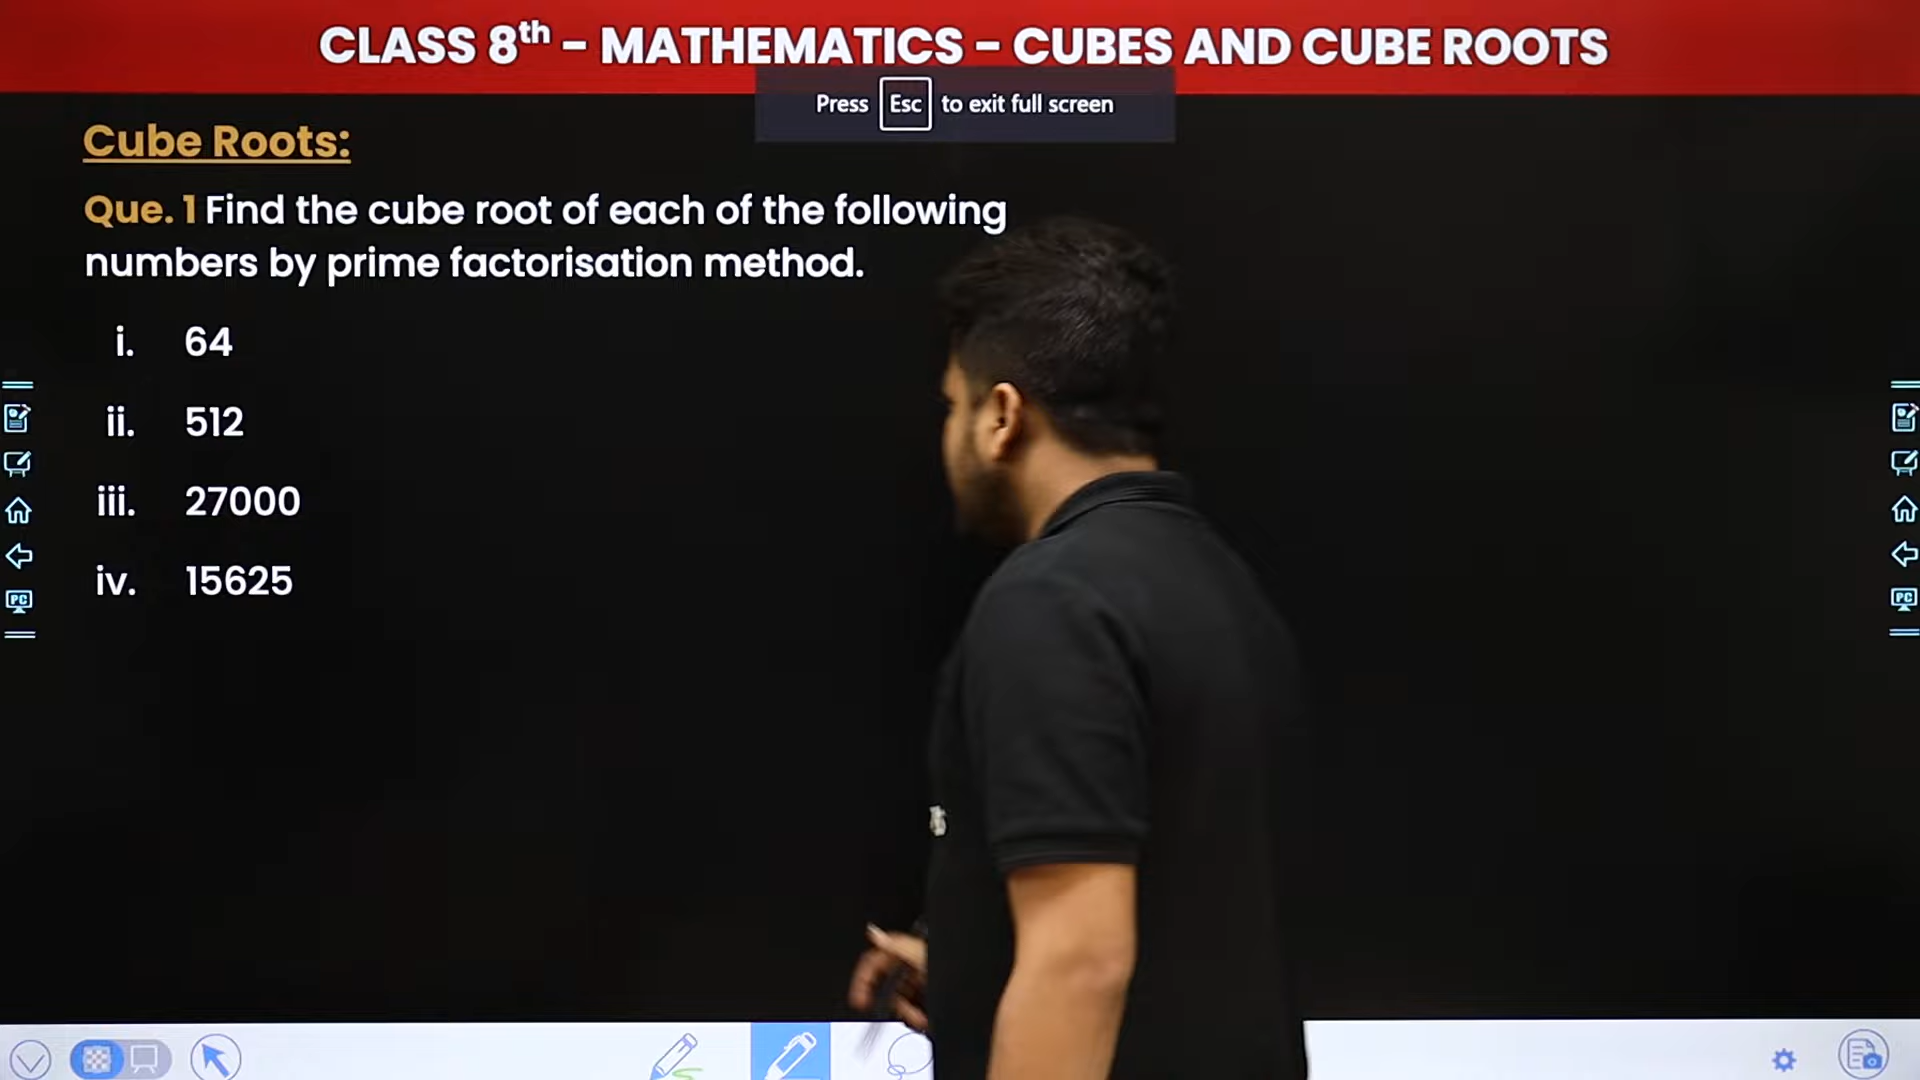 CLASS 8th - MATHEMATICS - CUBES AND CUBE ROOTS
Press Esc to exit full screen
Cube Roots:
Que. 1 Find the cube root of each of the following
numbers by prime factorisation method.
i. 64
ii. 512
iii. 27000
iv. 15625
PC
PC